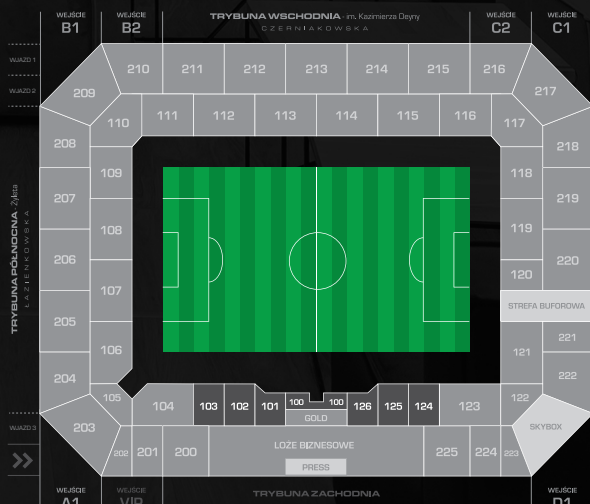 WEJŚCIE
B1
WEJŚCIE
B2
TRYBUNA WSCHODNIA - im. Kazimierza Deyny
CZERNIAKOWSKA
WEJŚCIE
C2
WEJŚCIE
C1
WJAZD 1
WJAZD 2
209 210 211 212 213 214 215 216 217
110 111 112 113 114 115 116 117
208 109 118 218
207 108 119 219
TRYBUNA PÓŁNOCNA - Żyleta
ŁAZIENKOWSKA
206 120 220
107
STREFA BUFOROWA
205 106 121 221
204 222
105 104 103 102 101 100 100 126 125 124 123 122
GOLD
WJAZD 3
203 202 201 200
LOŻE BIZNESOWE
225 224 223
SKYBOX
PRESS
WEJŚCIE
A1
WEJŚCIE
VIP
TRYBUNA ZACHODNIA
WEJŚCIE
D1